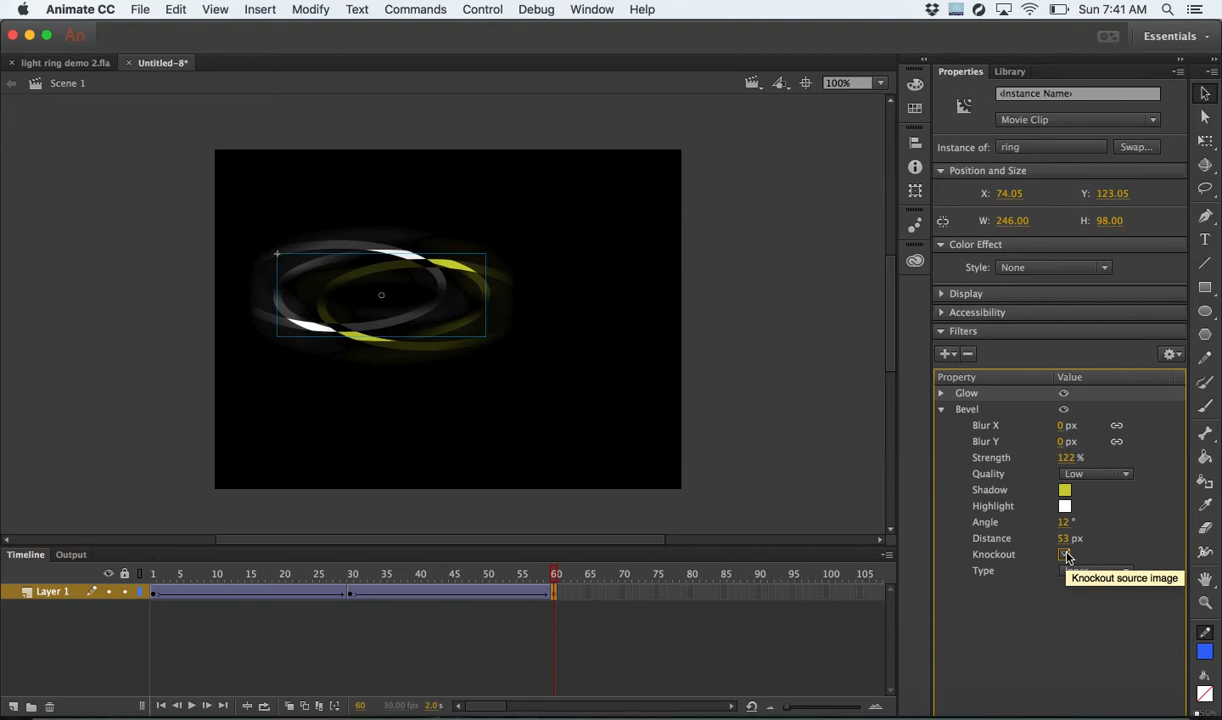 Animate CC File Edit View Insert Modify Text Commands Control Debug Window Help Sun 7:41 AM
An Essentials
× light ring demo 2.fla × Untitled-8*
Scene 1 100%
Properties Library
‹Instance Name›
Movie Clip
Instance of: ring Swap...
Position and Size
X: 74.05 Y: 123.05
W: 246.00 H: 98.00
Color Effect
Style: None
Display
Accessibility
Filters
Property Value
Glow
Bevel
Blur X 0 px
Blur Y 0 px
Strength 122 %
Quality Low
Shadow
Highlight
Angle 12 °
Distance 53 px
Knockout
Type
Knockout source image
Timeline Output
1 5 10 15 20 25 30 35 40 45 50 55 60 65 70 75 80 85 90 95 100 105
Layer 1
60 30.00 fps 2.0 s